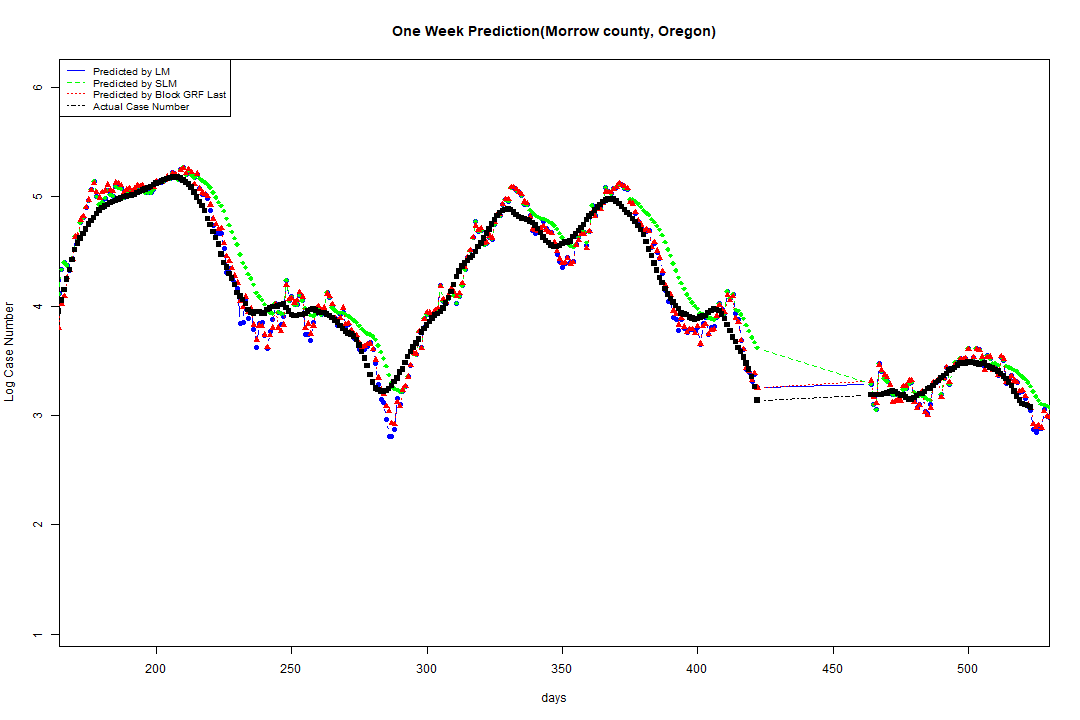 One Week Prediction(Morrow county, Oregon)
Predicted by LM
Predicted by SLM
Predicted by Block GRF Last
Actual Case Number
6
5
4
3
2
1
Log Case Number
200 250 300 350 400 450 500
days